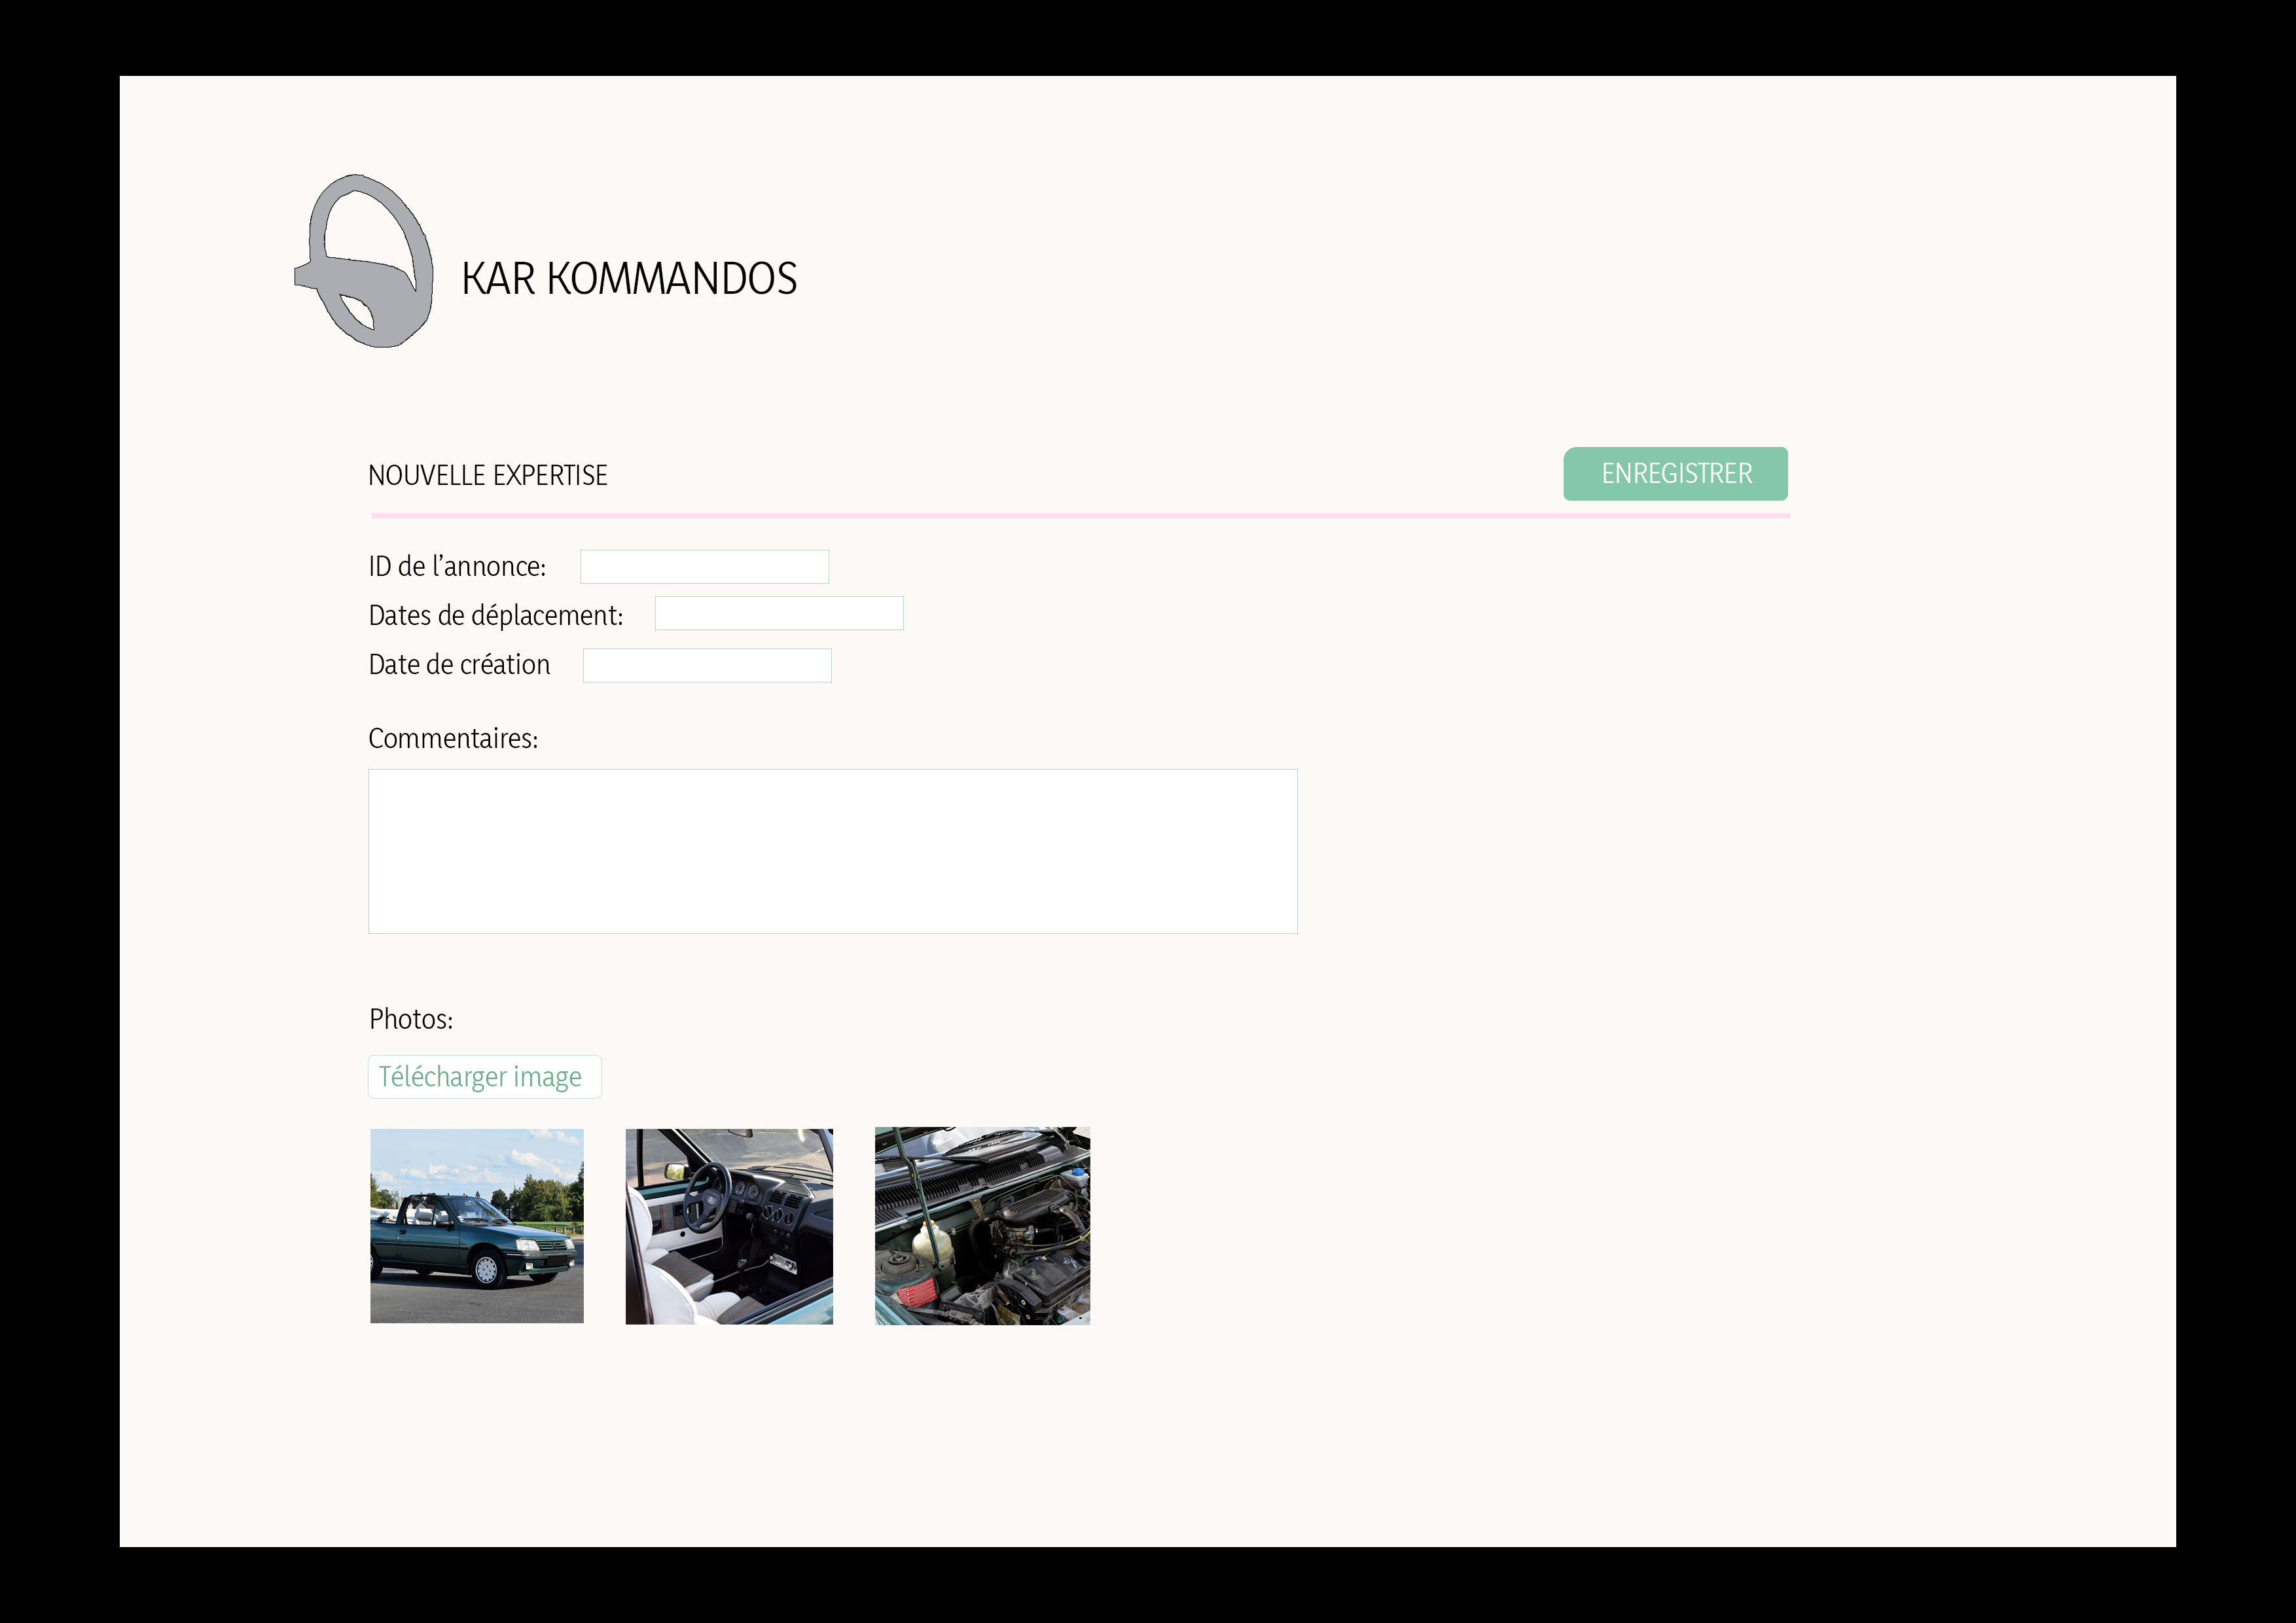 KAR KOMMANDOS
NOUVELLE EXPERTISE
ENREGISTRER
ID de l’annonce:
Dates de déplacement:
Date de création
Commentaires:
Photos:
Télécharger image